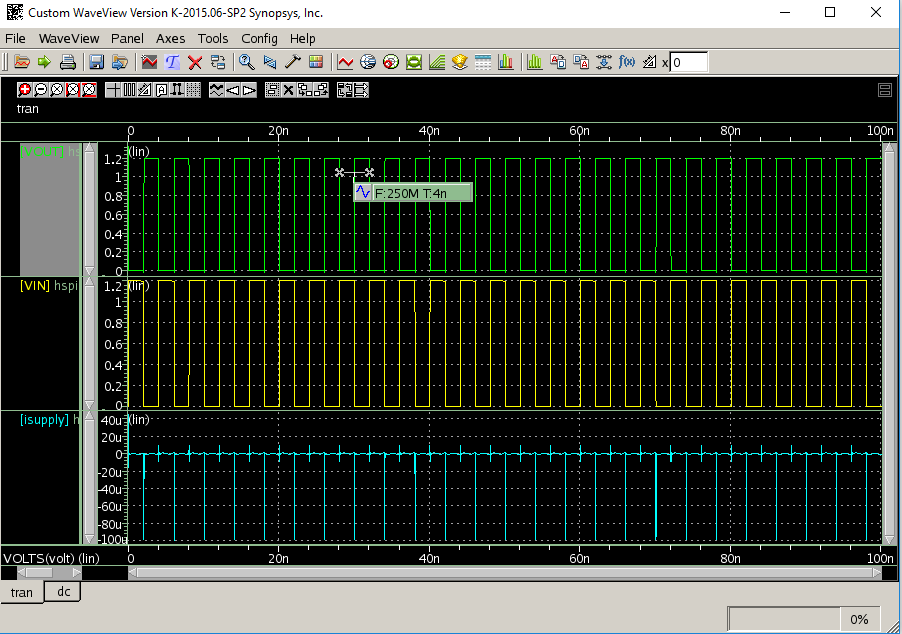 Custom WaveView Version K-2015.06-SP2 Synopsys, Inc.
File WaveView Panel Axes Tools Config Help
x 0
tran
0 20n 40n 60n 80n 100n
[VOUT] hs
(lin)
1.2
1
0.8
0.6
0.4
0.2
0
F:250M T:4n
[VIN] hspi
(lin)
1.2
1
0.8
0.6
0.4
0.2
0
[isupply] h
(lin)
40u
20u
0
-20u
-40u
-60u
-80u
-100u
VOLTS(volt) (lin) 0 20n 40n 60n 80n 100n
tran dc
0%